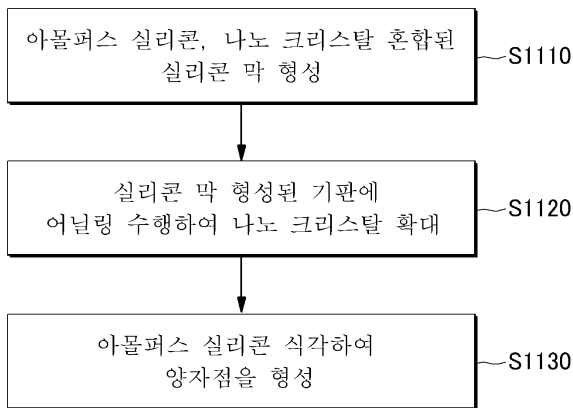 아몰퍼스 실리콘, 나노 크리스탈 혼합된
실리콘 막 형성
S1110
실리콘 막 형성된 기판에
어닐링 수행하여 나노 크리스탈 확대
S1120
아몰퍼스 실리콘 식각하여
양자점을 형성
S1130